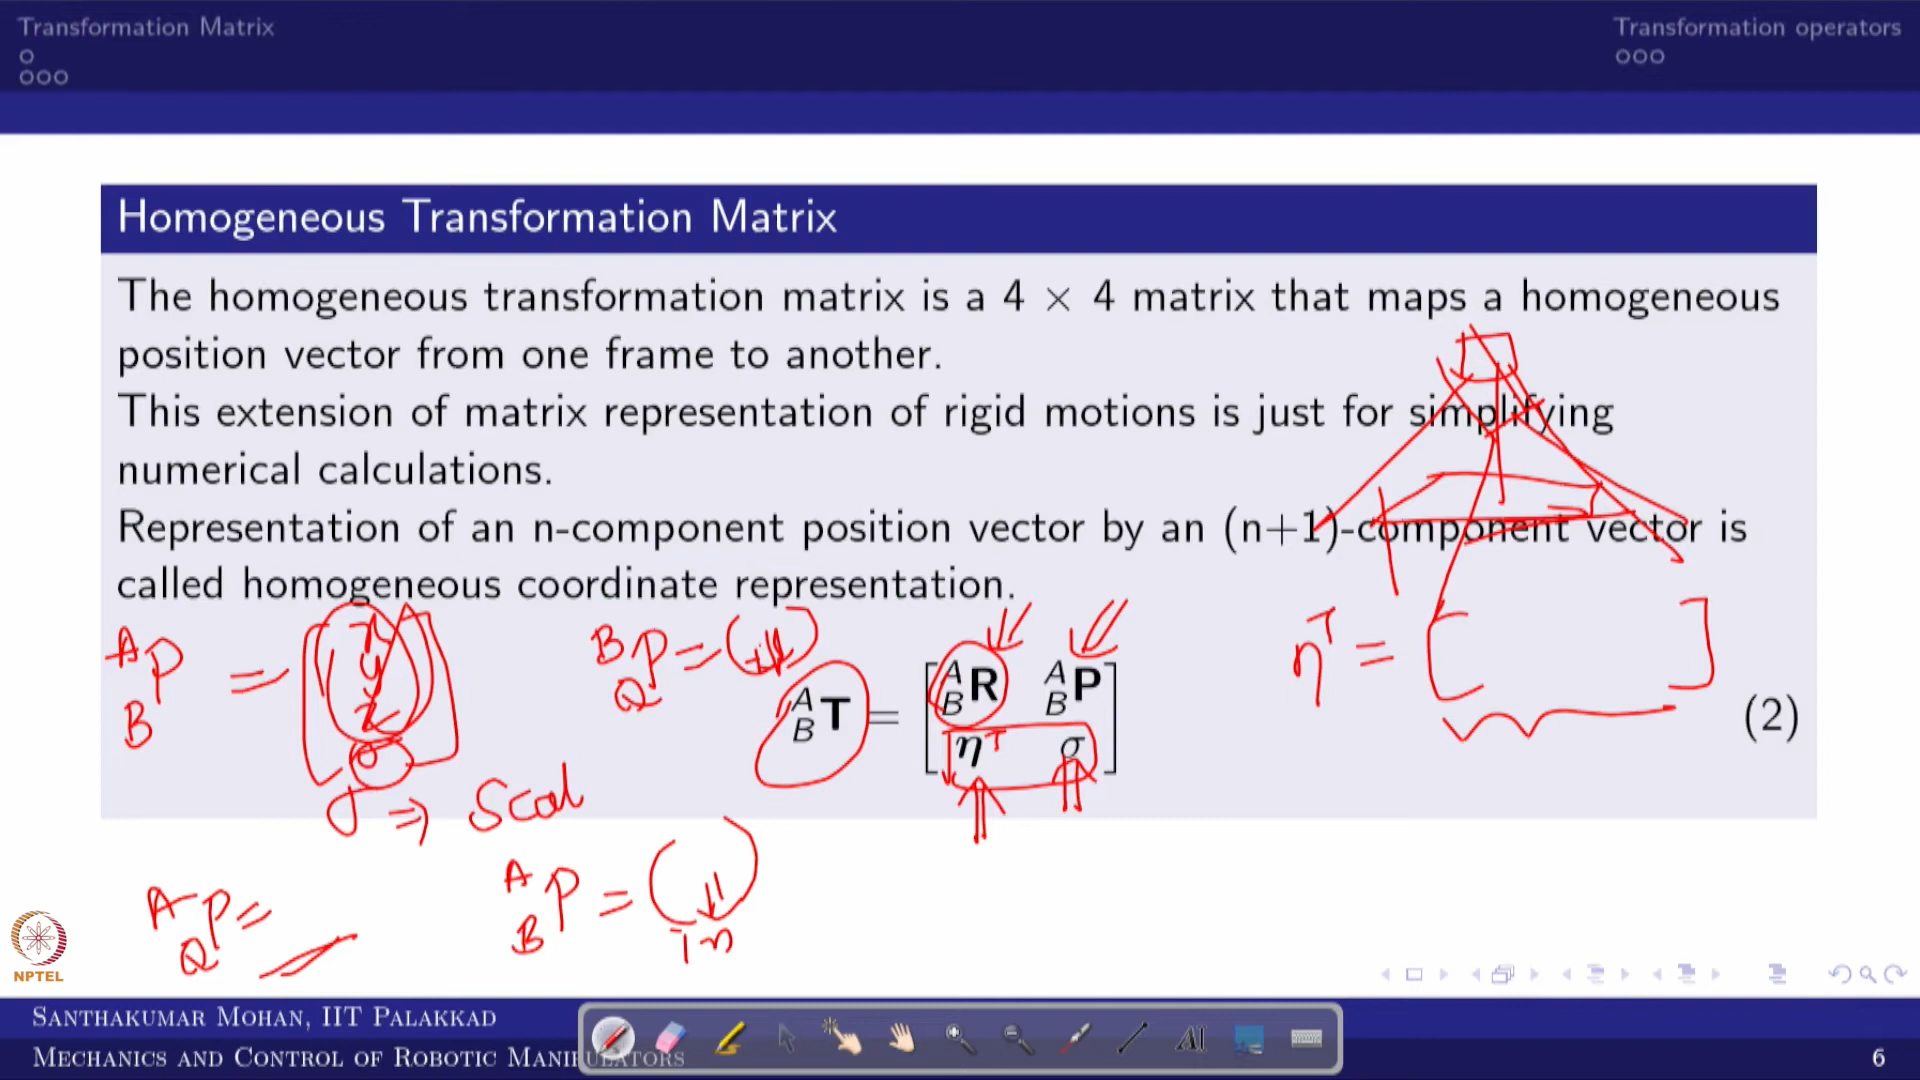 Transformation Matrix
Transformation operators
Homogeneous Transformation Matrix
The homogeneous transformation matrix is a 4 × 4 matrix that maps a homogeneous
position vector from one frame to another.
This extension of matrix representation of rigid motions is just for simplifying
numerical calculations.
Representation of an n-component position vector by an (n+1)-component vector is
called homogeneous coordinate representation.
A
B P = [x
y
z
σ]
B
Q P = ( in )
A
B T = [A
B R A
B P
η^T σ]
η^T = [ ]
(2)
σ ⇒ Scal
A
Q P =
A
B P = ( )
in
NPTEL
Santhakumar Mohan, IIT Palakkad
Mechanics and Control of Robotic Manipulators
AI
6